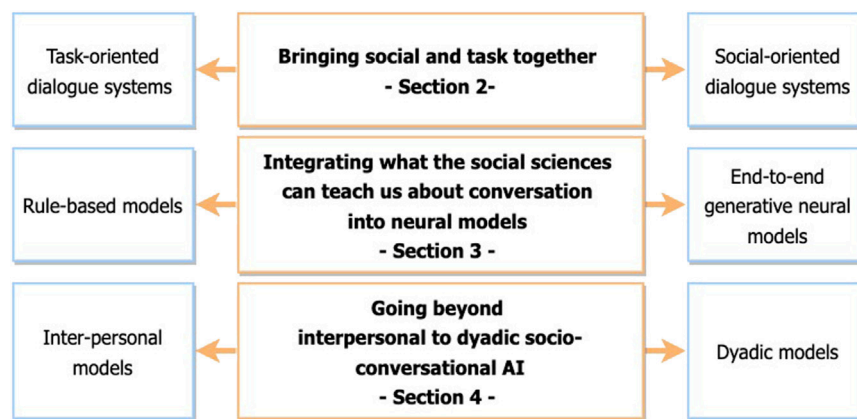 Task-oriented
dialogue systems
Bringing social and task together
- Section 2-
Social-oriented
dialogue systems
Rule-based models
Integrating what the social sciences
can teach us about conversation
into neural models
- Section 3 -
End-to-end
generative neural
models
Inter-personal
models
Going beyond
interpersonal to dyadic socio-
conversational AI
- Section 4 -
Dyadic models